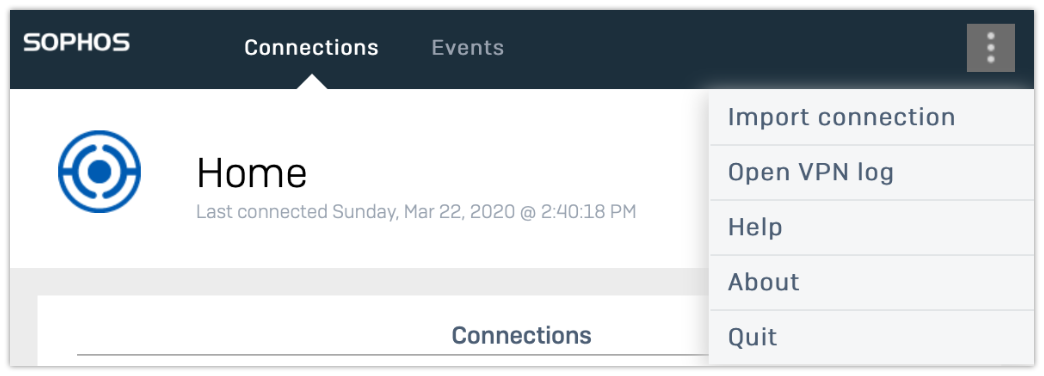 SOPHOS
Connections
Events
Import connection
Open VPN log
Help
About
Quit
Home
Last connected Sunday, Mar 22, 2020 @ 2:40:18 PM
Connections